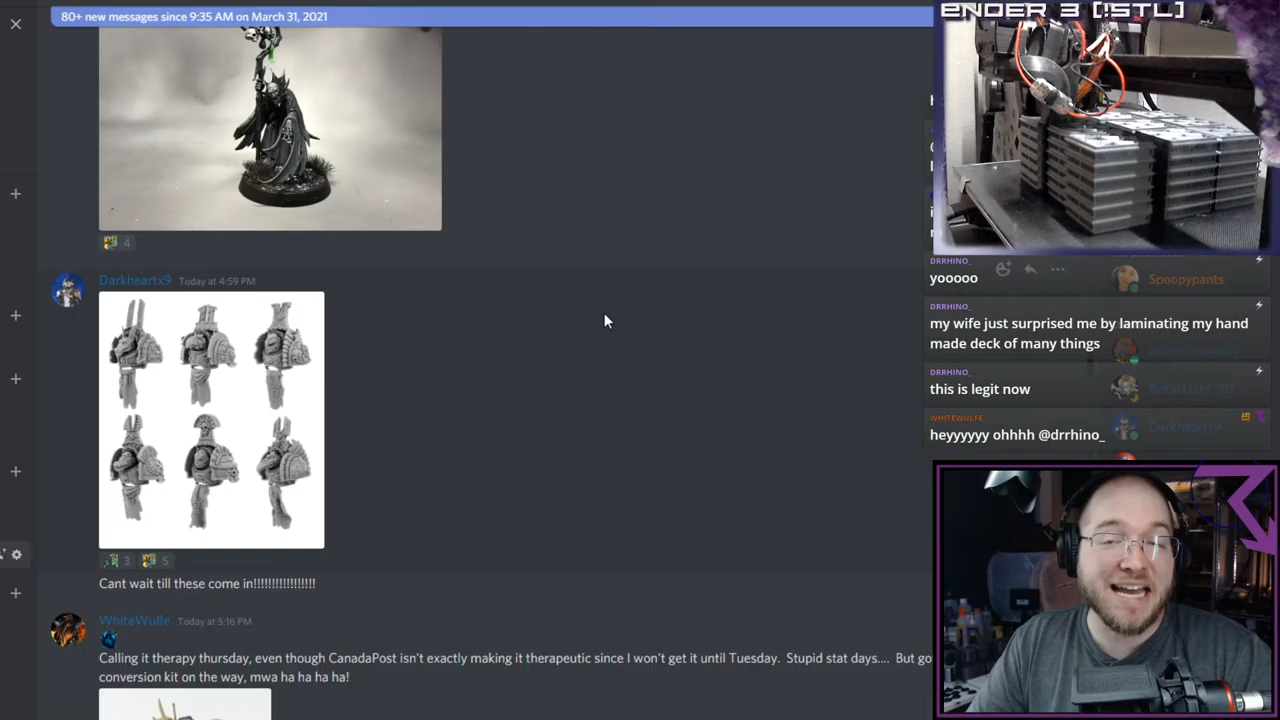 80+ new messages since 9:35 AM on March 31, 2021
4
Darkheartx9 Today at 4:59 PM
3 5
Cant wait till these come in!!!!!!!!!!!!!!!!!
WhiteWulfe Today at 5:16 PM
Calling it therapy thursday, even though CanadaPost isn't exactly making it therapeutic since I won't get it until Tuesday. Stupid stat days.... But go
conversion kit on the way, mwa ha ha ha ha!
ENDER 3 [!STL]
DRRHINO_
yooooo
Spoopypants
DRRHINO_
my wife just surprised me by laminating my hand
made deck of many things
DRRHINO_
this is legit now
WHITEWULFE
heyyyyyy ohhhh @drrhino_
Darkheartx9